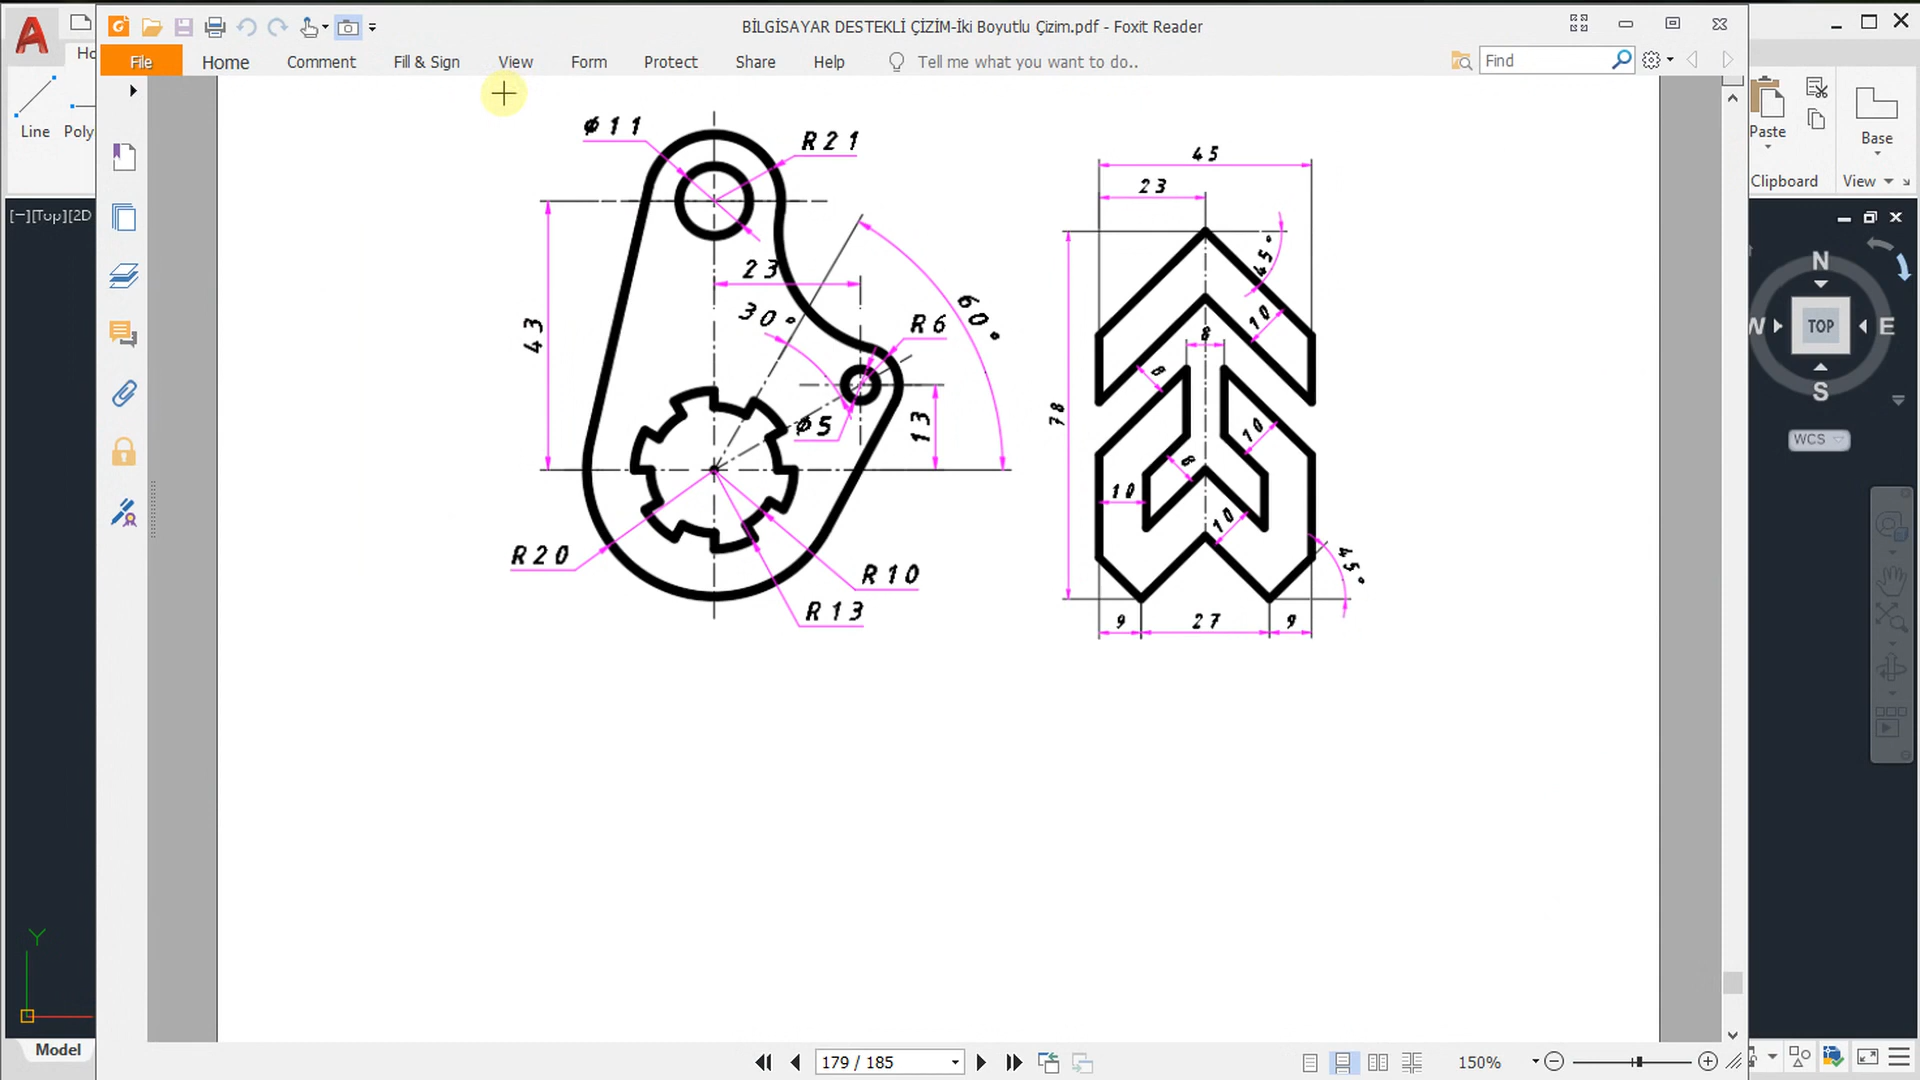 BİLGİSAYAR DESTEKLİ ÇİZİM-İki Boyutlu Çizim.pdf - Foxit Reader
File
Home
Comment
Fill & Sign
View
Form
Protect
Share
Help
Tell me what you want to do..
Find
Line
Poly
Paste
Base
Clipboard
View
[−][Top][2D
ø11
R21
43
23
30°
60°
R6
ø5
13
R20
R10
R13
45
23
45°
10
8
8
78
10
8
10
10
45°
9
27
9
N
W
TOP
E
S
WCS
Y
Model
179 / 185
150%